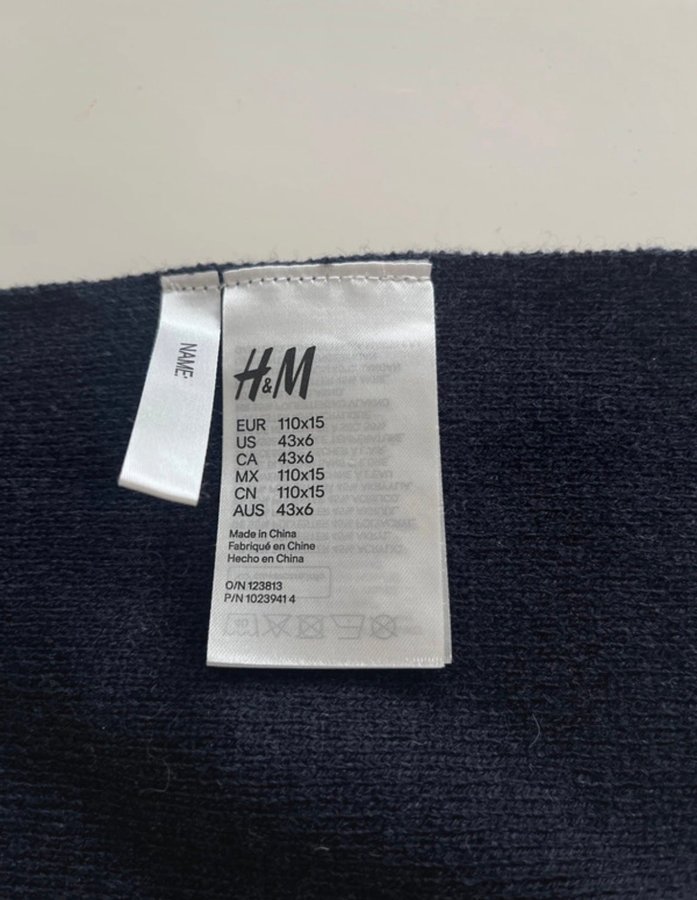 NAME:
H&M
EUR 110x15
US 43x6
CA 43x6
MX 110x15
CN 110x15
AUS 43x6
Made in China
Fabriqué en Chine
Hecho en China
O/N 123813
P/N 1023941 4